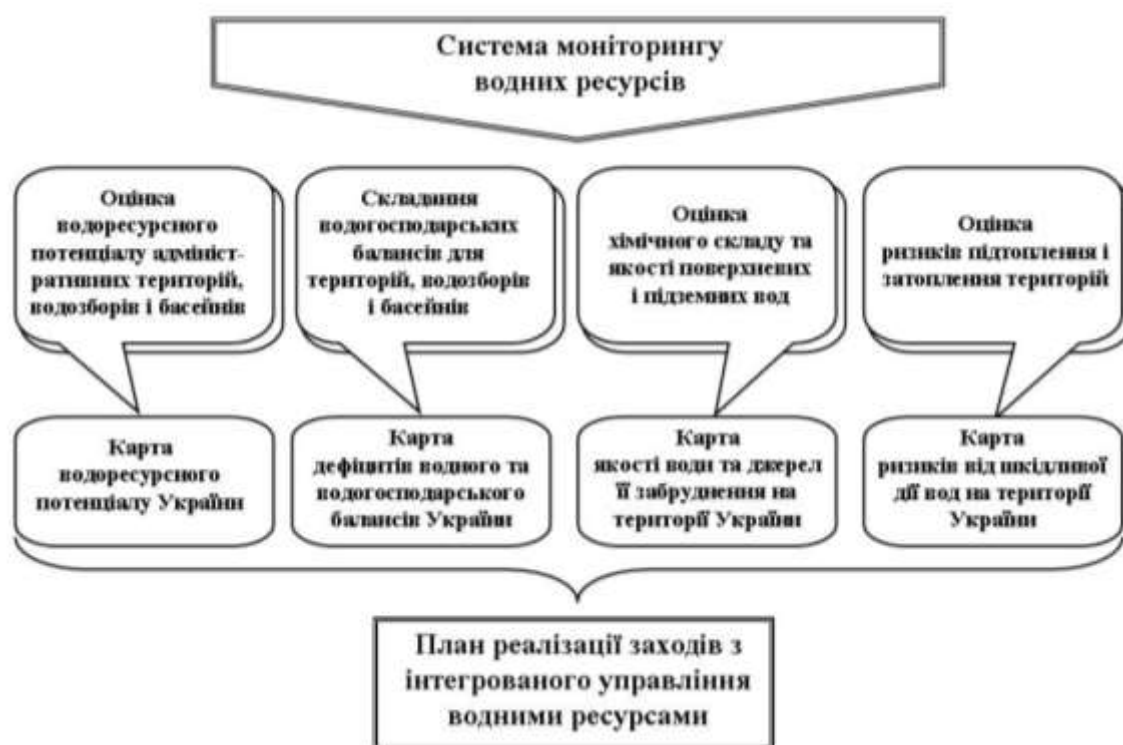 Система моніторингу
водних ресурсів
Оцінка
водоресурсного
потенціалу адмініст-
ративних територій,
водозборів і басейнів
Складання
водогосподарських
балансів для
територій, водозборів
і басейнів
Оцінка
хімічного складу та
якості поверхневих
і підземних вод
Оцінка
ризиків підтоплення і
затоплення територій
Карта
водоресурсного
потенціалу України
Карта
дефіцитів водного та
водогосподарського
балансів України
Карта
якості води та джерел
її забруднення на
території України
Карта
ризиків від шкідливої
дії вод на території
України
План реалізації заходів з
інтегрованого управління
водними ресурсами